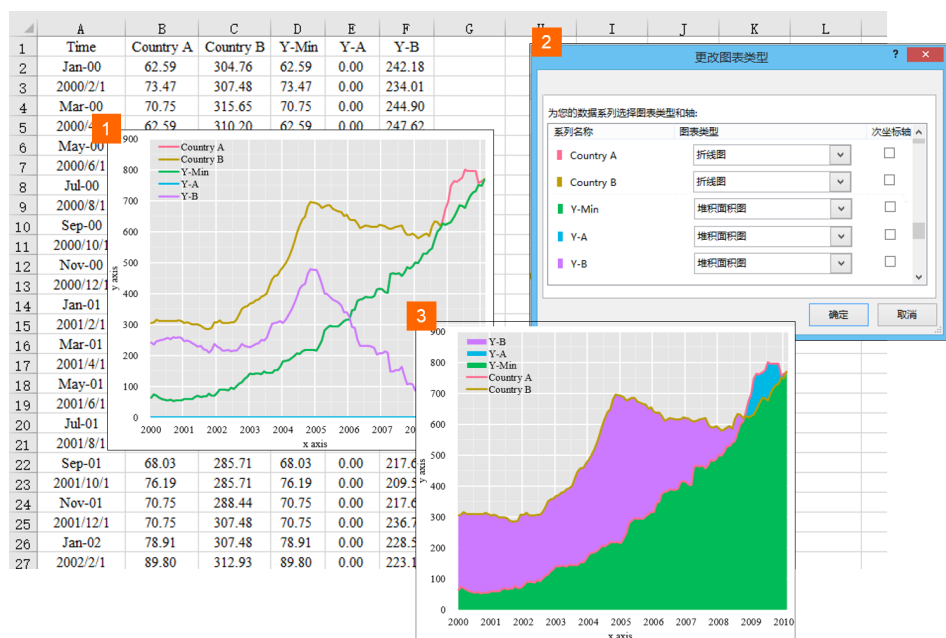 A B C D E F G H I J K L
1 Time Country A Country B Y-Min Y-A Y-B
2 Jan-00 62.59 304.76 62.59 0.00 242.18
3 2000/2/1 73.47 307.48 73.47 0.00 234.01
4 Mar-00 70.75 315.65 70.75 0.00 244.90
5 2000/4 62.59 310.20 62.59 0.00 247.62
6 May-00
7 2000/6/1
8 Jul-00
9 2000/8/1
10 Sep-00
11 2000/10/1
12 Nov-00
13 2000/12/1
14 Jan-01
15 2001/2/1
16 Mar-01
17 2001/4/1
18 May-01
19 2001/6/1
20 Jul-01
21 2001/8/1
22 Sep-01 68.03 285.71 68.03 0.00 217.6
23 2001/10/1 76.19 285.71 76.19 0.00 209.5
24 Nov-01 70.75 288.44 70.75 0.00 217.6
25 2001/12/1 70.75 307.48 70.75 0.00 236.7
26 Jan-02 78.91 307.48 78.91 0.00 228.5
27 2002/2/1 89.80 312.93 89.80 0.00 223.1
1
900
800
700
600
500
400
300
200
100
0
y axis
Country A
Country B
Y-Min
Y-A
Y-B
2000 2001 2002 2003 2004 2005 2006 2007
x axis
2
更改图表类型
? ×
为您的数据系列选择图表类型和轴:
系列名称 图表类型 次坐标轴
Country A 折线图
Country B 折线图
Y-Min 堆积面积图
Y-A 堆积面积图
Y-B 堆积面积图
确定 取消
3
900
800
700
600
500
400
300
200
100
0
y axis
Y-B
Y-A
Y-Min
Country A
Country B
2000 2001 2002 2003 2004 2005 2006 2007 2008 2009 2010
x axis